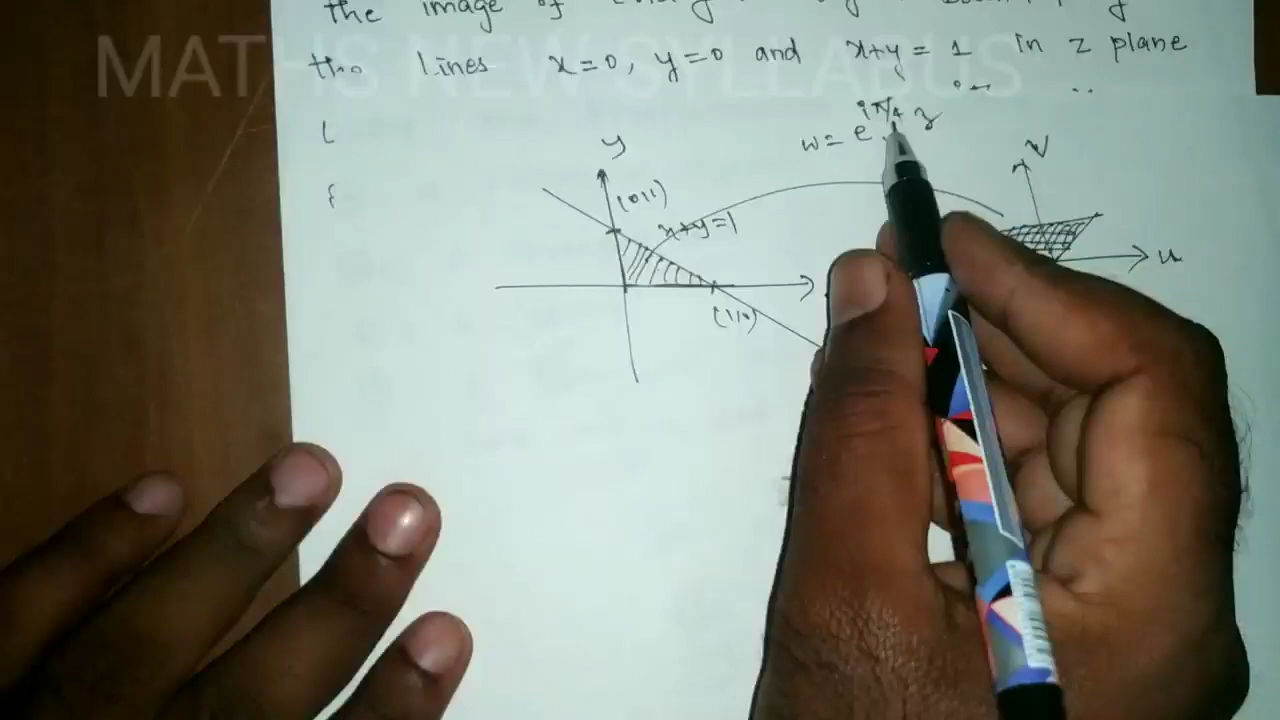 the image of
the lines x=0, y=0 and x+y = 1 in z plane
MATHS NEW SYLLABUS
w = e^{iπ/4} z
y
v
(0,1)
x+y=1
u
(1,0)